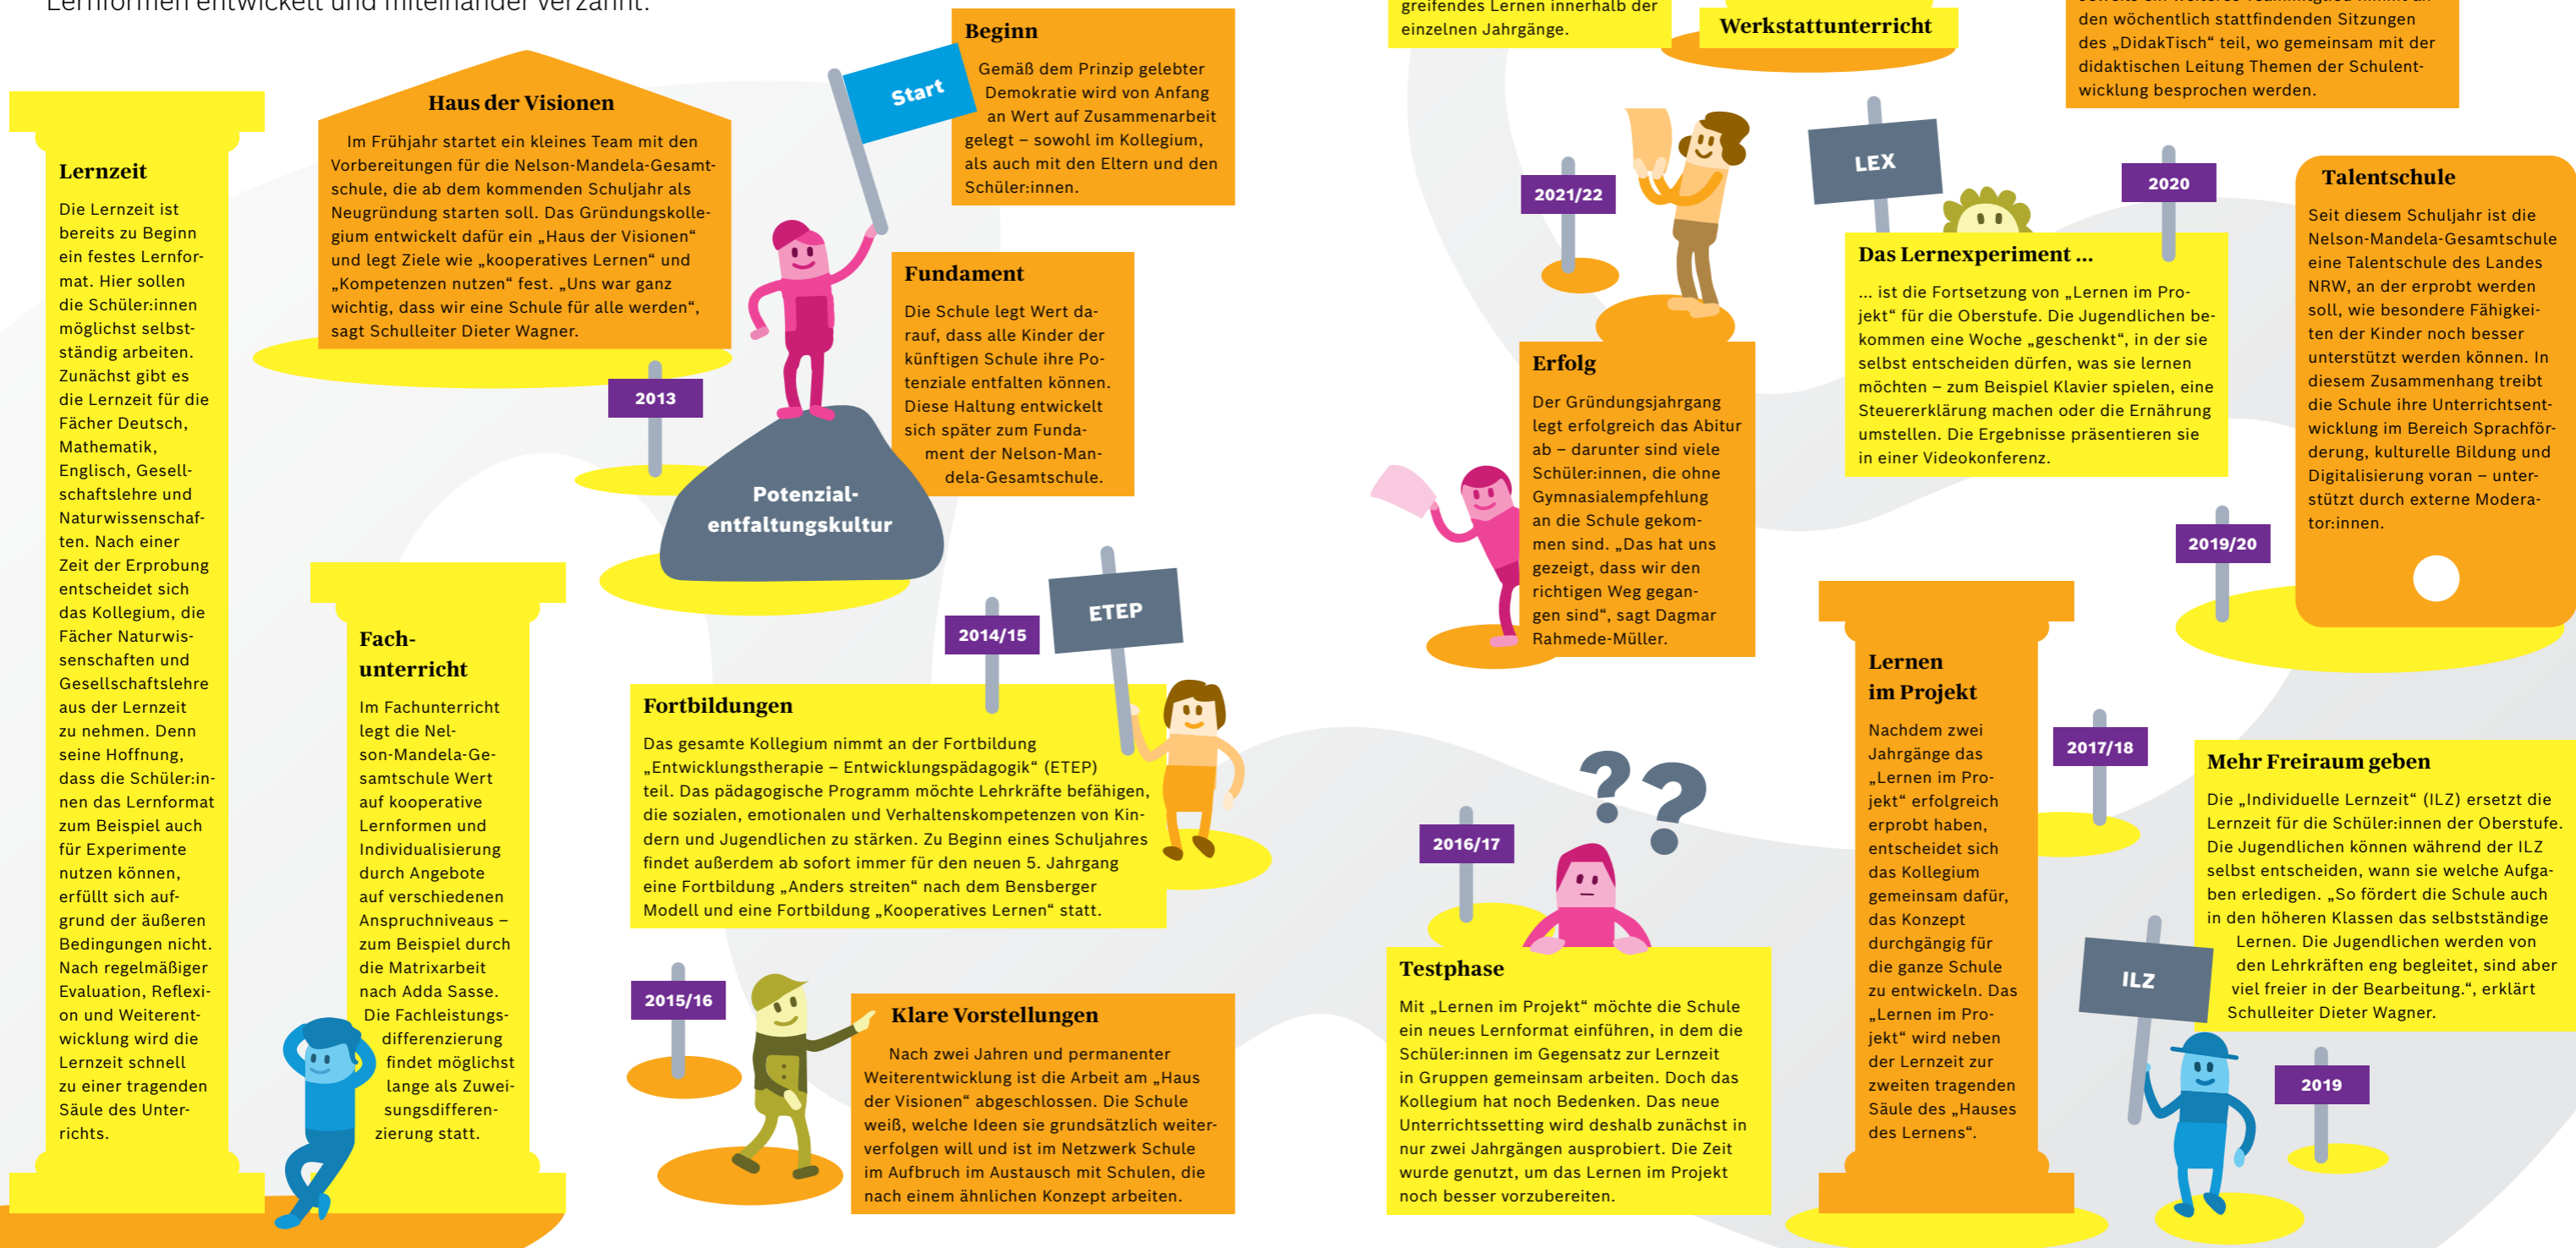 Lernformen entwickelt und miteinander verzahnt.
Lernzeit
Die Lernzeit ist
bereits zu Beginn
ein festes Lernfor-
mat. Hier sollen
die Schüler:innen
möglichst selbst-
ständig arbeiten.
Zunächst gibt es
die Lernzeit für die
Fächer Deutsch,
Mathematik,
Englisch, Gesell-
schaftslehre und
Naturwissenschaf-
ten. Nach einer
Zeit der Erprobung
entscheidet sich
das Kollegium, die
Fächer Naturwis-
senschaften und
Gesellschaftslehre
aus der Lernzeit
zu nehmen. Denn
seine Hoffnung,
dass die Schüler:in-
nen das Lernformat
zum Beispiel auch
für Experimente
nutzen können,
erfüllt sich auf-
grund der äußeren
Bedingungen nicht.
Nach regelmäßiger
Evaluation, Reflexi-
on und Weiterent-
wicklung wird die
Lernzeit schnell
zu einer tragenden
Säule des Unter-
richts.
Haus der Visionen
Im Frühjahr startet ein kleines Team mit den
Vorbereitungen für die Nelson-Mandela-Gesamt-
schule, die ab dem kommenden Schuljahr als
Neugründung starten soll. Das Gründungskolle-
gium entwickelt dafür ein „Haus der Visionen“
und legt Ziele wie „kooperatives Lernen“ und
„Kompetenzen nutzen“ fest. „Uns war ganz
wichtig, dass wir eine Schule für alle werden“,
sagt Schulleiter Dieter Wagner.
2013
Start
Beginn
Gemäß dem Prinzip gelebter
Demokratie wird von Anfang
an Wert auf Zusammenarbeit
gelegt – sowohl im Kollegium,
als auch mit den Eltern und den
Schüler:innen.
Fundament
Die Schule legt Wert da-
rauf, dass alle Kinder der
künftigen Schule ihre Po-
tenziale entfalten können.
Diese Haltung entwickelt
sich später zum Funda-
ment der Nelson-Man-
dela-Gesamtschule.
Potenzial-
entfaltungskultur
Fach-
unterricht
Im Fachunterricht
legt die Nel-
son-Mandela-Ge-
samtschule Wert
auf kooperative
Lernformen und
Individualisierung
durch Angebote
auf verschiedenen
Anspruchniveaus –
zum Beispiel durch
die Matrixarbeit
nach Adda Sasse.
Die Fachleistungs-
differenzierung
findet möglichst
lange als Zuwei-
sungsdifferen-
zierung statt.
2014/15
ETEP
Fortbildungen
Das gesamte Kollegium nimmt an der Fortbildung
„Entwicklungstherapie – Entwicklungspädagogik“ (ETEP)
teil. Das pädagogische Programm möchte Lehrkräfte befähigen,
die sozialen, emotionalen und Verhaltenskompetenzen von Kin-
dern und Jugendlichen zu stärken. Zu Beginn eines Schuljahres
findet außerdem ab sofort immer für den neuen 5. Jahrgang
eine Fortbildung „Anders streiten“ nach dem Bensberger
Modell und eine Fortbildung „Kooperatives Lernen“ statt.
2015/16
Klare Vorstellungen
Nach zwei Jahren und permanenter
Weiterentwicklung ist die Arbeit am „Haus
der Visionen“ abgeschlossen. Die Schule
weiß, welche Ideen sie grundsätzlich weiter-
verfolgen will und ist im Netzwerk Schule
im Aufbruch im Austausch mit Schulen, die
nach einem ähnlichen Konzept arbeiten.
greifendes Lernen innerhalb der
einzelnen Jahrgänge.
Werkstattunterricht
den wöchentlich stattfindenden Sitzungen
des „DidakTisch“ teil, wo gemeinsam mit der
didaktischen Leitung Themen der Schulent-
wicklung besprochen werden.
2021/22
LEX
2020
Das Lernexperiment ...
... ist die Fortsetzung von „Lernen im Pro-
jekt“ für die Oberstufe. Die Jugendlichen be-
kommen eine Woche „geschenkt“, in der sie
selbst entscheiden dürfen, was sie lernen
möchten – zum Beispiel Klavier spielen, eine
Steuererklärung machen oder die Ernährung
umstellen. Die Ergebnisse präsentieren sie
in einer Videokonferenz.
Talentschule
Seit diesem Schuljahr ist die
Nelson-Mandela-Gesamtschule
eine Talentschule des Landes
NRW, an der erprobt werden
soll, wie besondere Fähigkei-
ten der Kinder noch besser
unterstützt werden können. In
diesem Zusammenhang treibt
die Schule ihre Unterrichtsent-
wicklung im Bereich Sprachför-
derung, kulturelle Bildung und
Digitalisierung voran – unter-
stützt durch externe Modera-
tor:innen.
2019/20
Erfolg
Der Gründungsjahrgang
legt erfolgreich das Abitur
ab – darunter sind viele
Schüler:innen, die ohne
Gymnasialempfehlung
an die Schule gekom-
men sind. „Das hat uns
gezeigt, dass wir den
richtigen Weg gegan-
gen sind“, sagt Dagmar
Rahmede-Müller.
2016/17
??
Testphase
Mit „Lernen im Projekt“ möchte die Schule
ein neues Lernformat einführen, in dem die
Schüler:innen im Gegensatz zur Lernzeit
in Gruppen gemeinsam arbeiten. Doch das
Kollegium hat noch Bedenken. Das neue
Unterrichtssetting wird deshalb zunächst in
nur zwei Jahrgängen ausprobiert. Die Zeit
wurde genutzt, um das Lernen im Projekt
noch besser vorzubereiten.
Lernen
im Projekt
Nachdem zwei
Jahrgänge das
„Lernen im Pro-
jekt“ erfolgreich
erprobt haben,
entscheidet sich
das Kollegium
gemeinsam dafür,
das Konzept
durchgängig für
die ganze Schule
zu entwickeln. Das
„Lernen im Pro-
jekt“ wird neben
der Lernzeit zur
zweiten tragenden
Säule des „Hauses
des Lernens“.
2017/18
Mehr Freiraum geben
Die „Individuelle Lernzeit“ (ILZ) ersetzt die
Lernzeit für die Schüler:innen der Oberstufe.
Die Jugendlichen können während der ILZ
selbst entscheiden, wann sie welche Aufga-
ben erledigen. „So fördert die Schule auch
in den höheren Klassen das selbstständige
Lernen. Die Jugendlichen werden von
den Lehrkräften eng begleitet, sind aber
viel freier in der Bearbeitung.“, erklärt
Schulleiter Dieter Wagner.
ILZ
2019